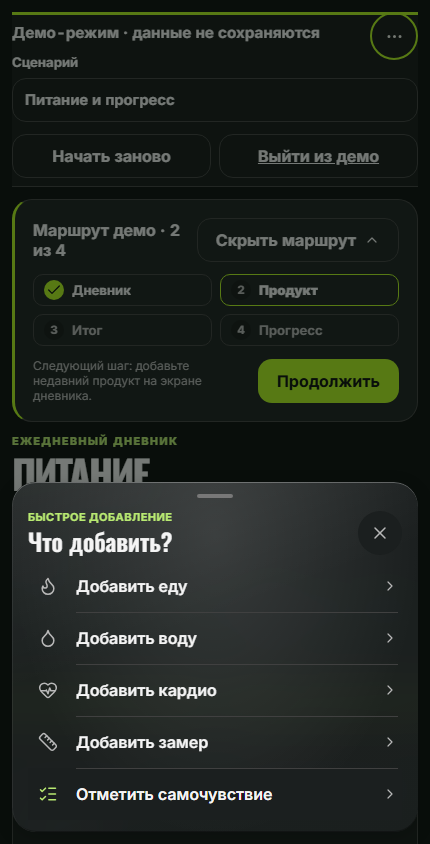 Демо-режим · данные не сохраняются
Сценарий
Питание и прогресс
Начать заново
Выйти из демо
Маршрут демо · 2
из 4
Скрыть маршрут
Дневник
2 Продукт
3 Итог
4 Прогресс
Следующий шаг: добавьте
недавний продукт на экране
дневника.
Продолжить
ЕЖЕДНЕВНЫЙ ДНЕВНИК
ПИТАНИЕ
БЫСТРОЕ ДОБАВЛЕНИЕ
Что добавить?
Добавить еду
Добавить воду
Добавить кардио
Добавить замер
Отметить самочувствие